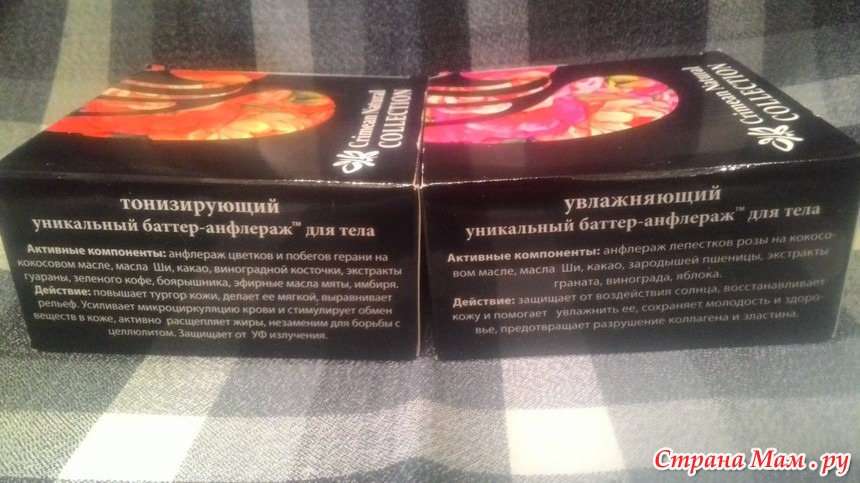 Crimean Natural
COLLECTION
тонизирующий
уникальный баттер-анфлераж™ для тела
Активные компоненты: анфлераж цветков и побегов герани на
кокосовом масле, масла Ши, какао, виноградной косточки, экстракты
гуараны, зеленого кофе, боярышника, эфирные масла мяты, имбиря.
Действие: повышает тургор кожи, делает ее мягкой, выравнивает
рельеф. Усиливает микроциркуляцию крови и стимулирует обмен
веществ в коже, активно расщепляет жиры, незаменим для борьбы с
целлюлитом. Защищает от УФ излучения.
Crimean Natural
COLLECTION
увлажняющий
уникальный баттер-анфлераж™ для тела
Активные компоненты: анфлераж лепестков розы на кокосо-
вом масле, масла Ши, какао, зародышей пшеницы, экстракты
граната, винограда, яблока.
Действие: защищает от воздействия солнца, восстанавливает
кожу и помогает увлажнить ее, сохраняет молодость и здоро-
вье, предотвращает разрушение коллагена и эластина.
Страна Мам.ру